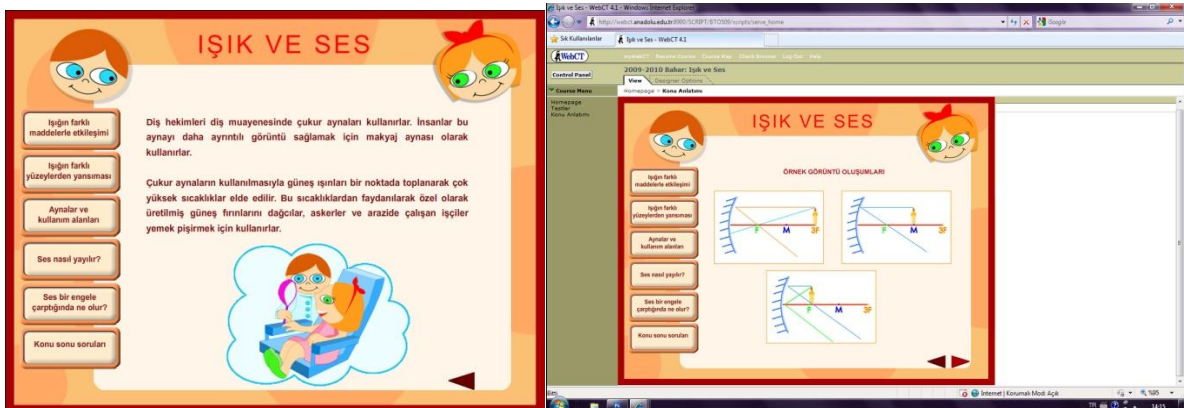 IŞIK VE SES
Işığın farklı
maddelerle etkileşimi
Işığın farklı
yüzeylerden yansıması
Aynalar ve
kullanım alanları
Ses nasıl yayılır?
Ses bir engele
çarptığında ne olur?
Konu sonu soruları
Diş hekimleri diş muayenesinde çukur aynaları kullanırlar. İnsanlar bu
aynayı daha ayrıntılı görüntü sağlamak için makyaj aynası olarak
kullanırlar.
Çukur aynaların kullanılmasıyla güneş ışınları bir noktada toplanarak çok
yüksek sıcaklıklar elde edilir. Bu sıcaklıklardan faydanılarak özel olarak
üretilmiş güneş fırınlarını dağcılar, askerler ve arazide çalışan işçiler
yemek pişirmek için kullanırlar.
Işık ve Ses - WebCT 4.1 - Windows Internet Explorer
Google
Sık Kullanılanlar
Işık ve Ses - WebCT 4.1
WebCT
Control Panel
2009-2010 Bahar: Işık ve Ses
View Designer Options
Course Menu
Homepage > Konu Anlatımı
Homepage
Testler
Konu Anlatımı
IŞIK VE SES
Işığın farklı
maddelerle etkileşimi
Işığın farklı
yüzeylerden yansıması
Aynalar ve
kullanım alanları
Ses nasıl yayılır?
Ses bir engele
çarptığında ne olur?
Konu sonu soruları
ÖRNEK GÖRÜNTÜ OLUŞUMLARI
F M 3F
F M 3F
F M 3F
Bitti
Internet | Korumalı Mod: Açık
%95
TR
14:15